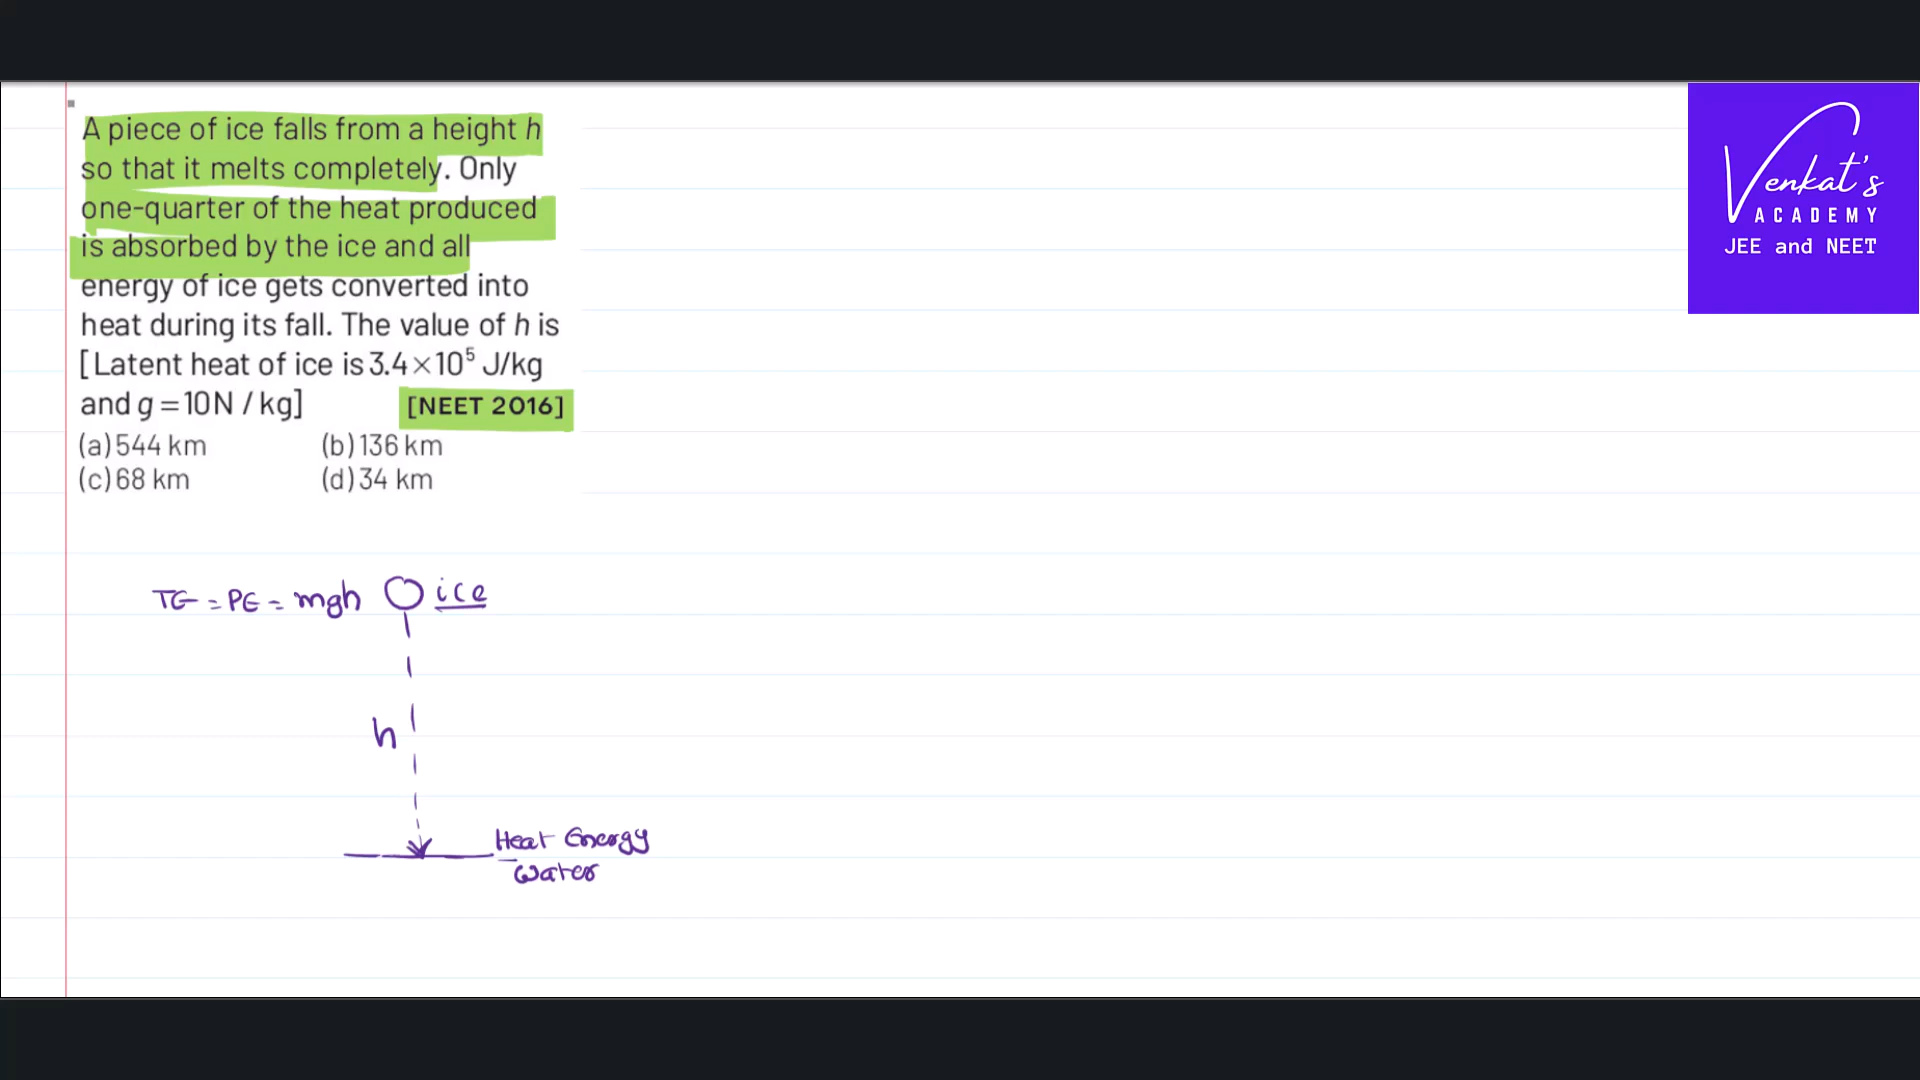 A piece of ice falls from a height h
so that it melts completely. Only
one-quarter of the heat produced
is absorbed by the ice and all
energy of ice gets converted into
heat during its fall. The value of h is
[Latent heat of ice is 3.4×10⁵ J/kg
and g = 10N / kg] [NEET 2016]
(a) 544 km (b) 136 km
(c) 68 km (d) 34 km
Venkat's
ACADEMY
JEE and NEET
TE = PE = mgh ice
h
Heat Energy
Water